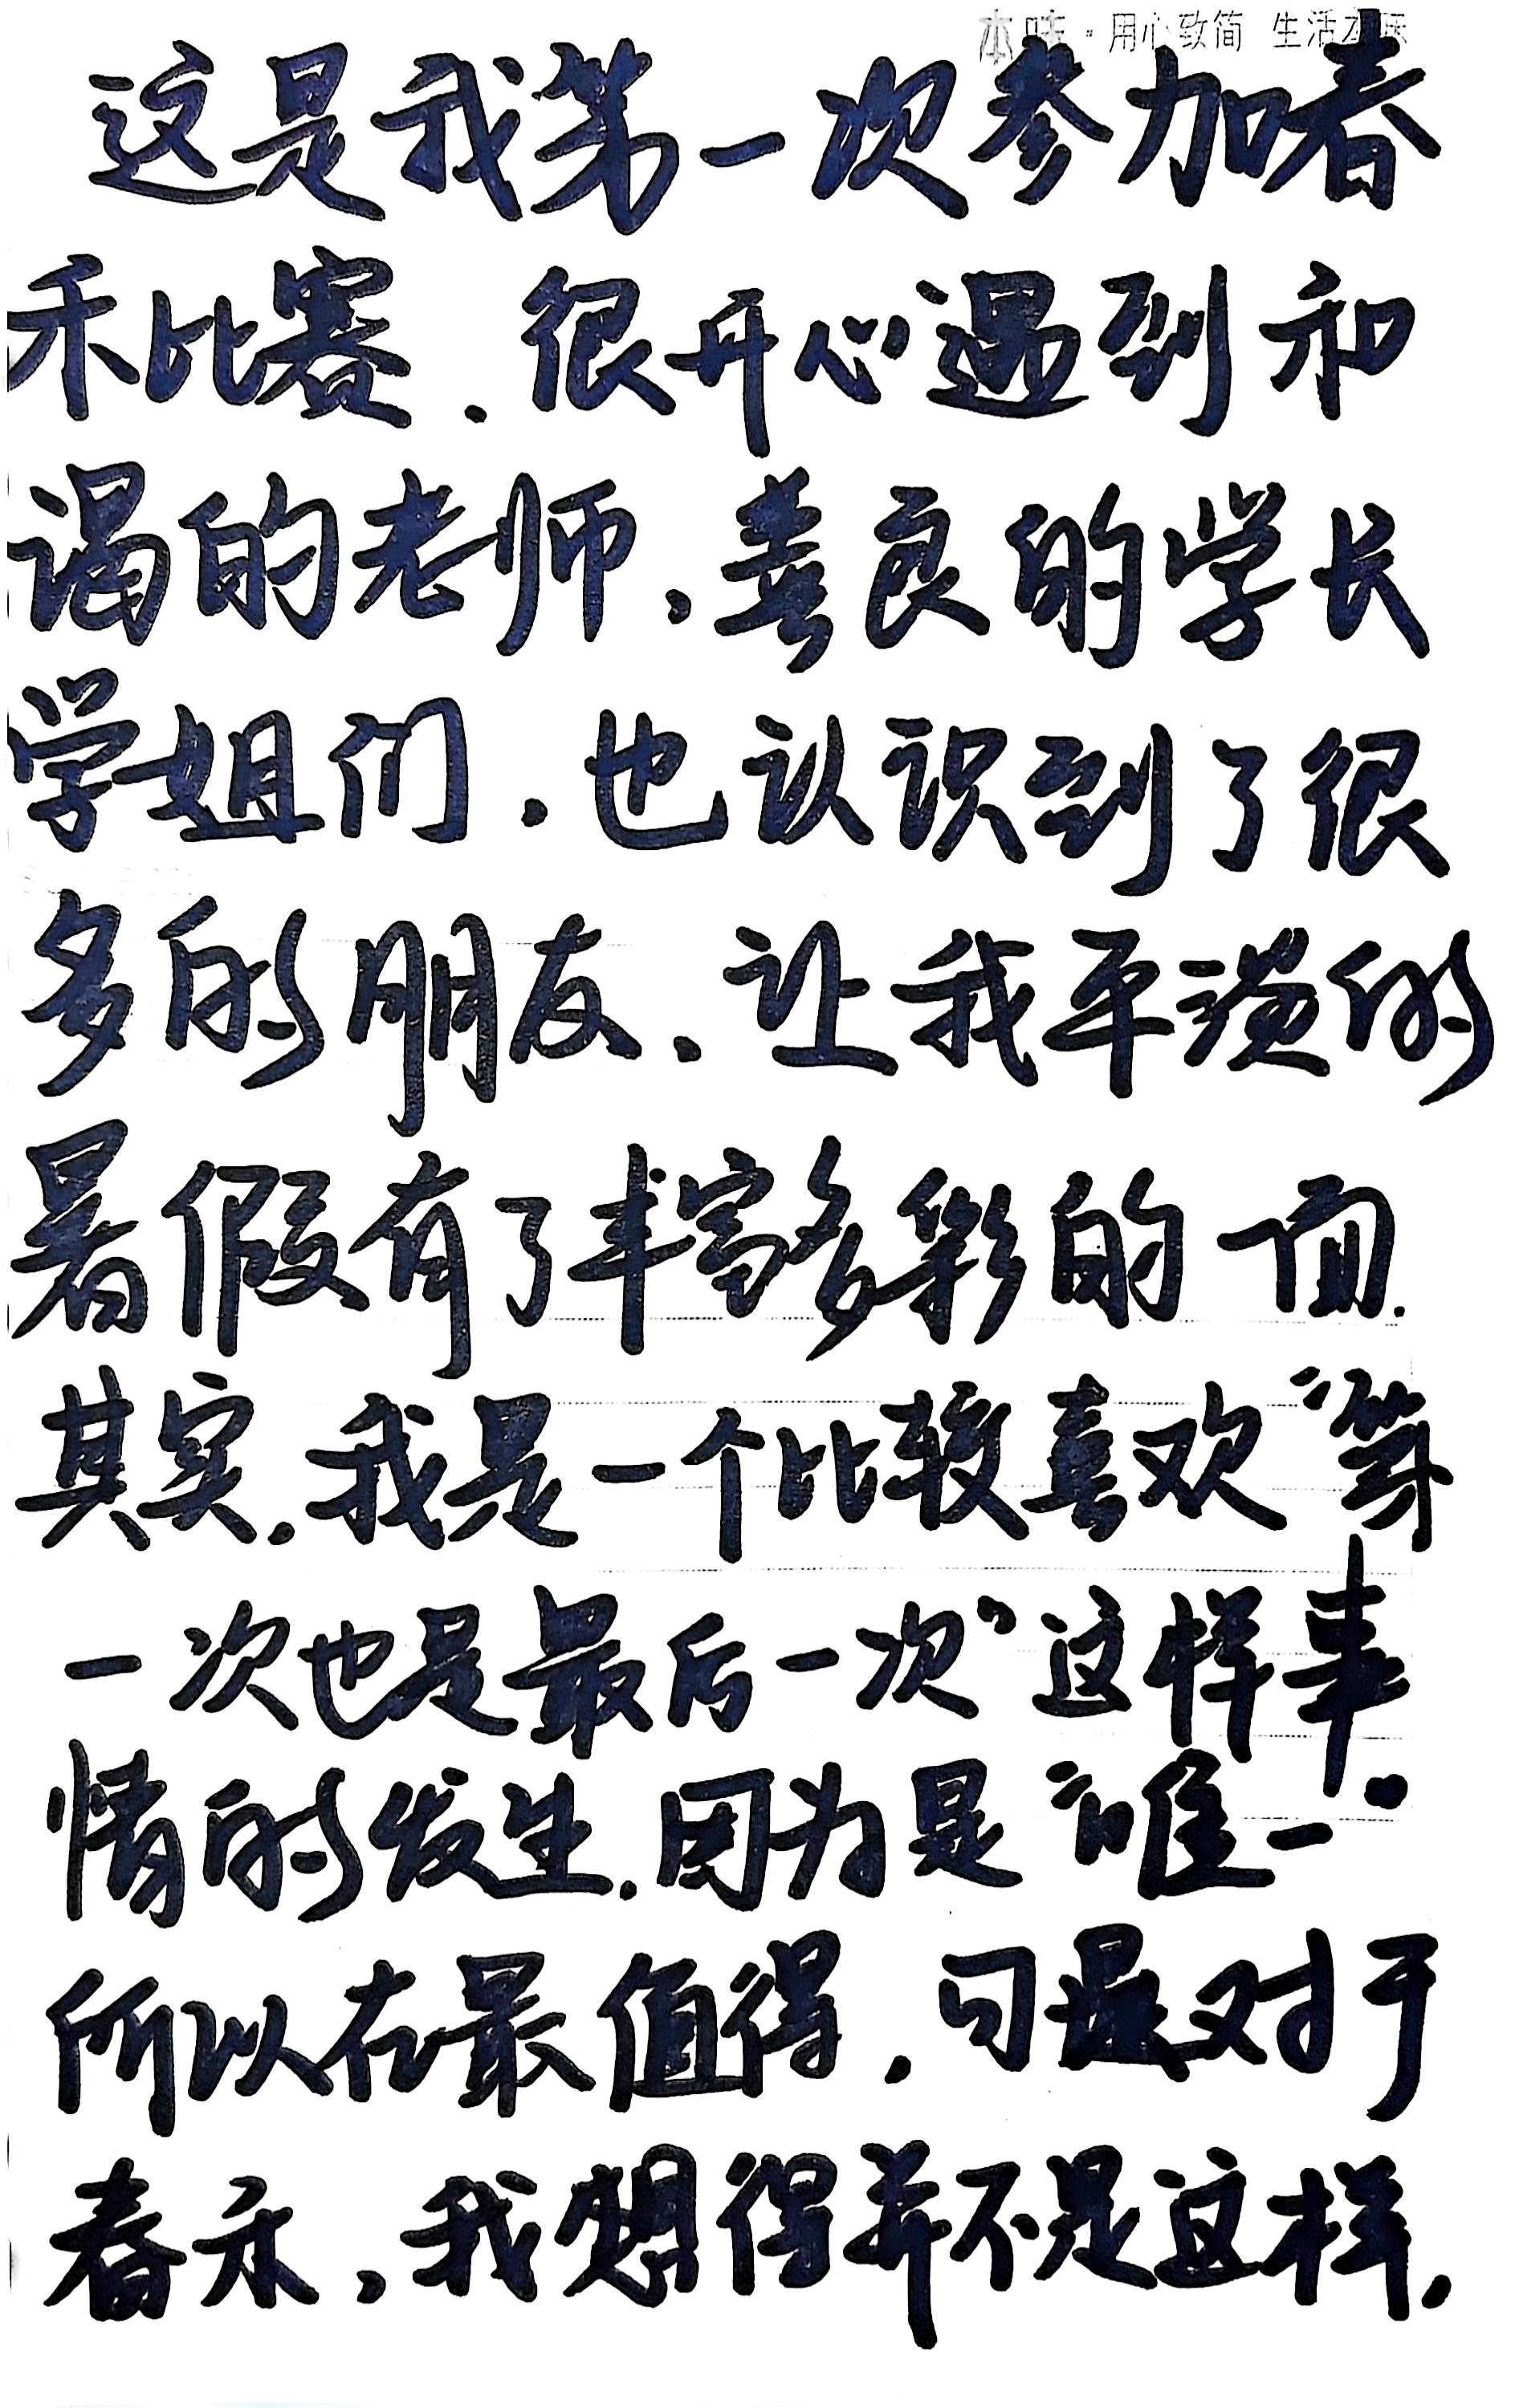 本味·用心致简 生活本味
这是我第一次参加春
禾比赛.很开心遇到和
谒的老师、善良的学长
学姐们.也认识到了很
多的朋友、让我平淡的
暑假有了丰富多彩的一面.
其实.我是一个比较喜欢“第
一次也是最后一次”这样事
情的发生.因为是“唯一”
所以在最值得.可是对于
春禾,我想得并不是这样,